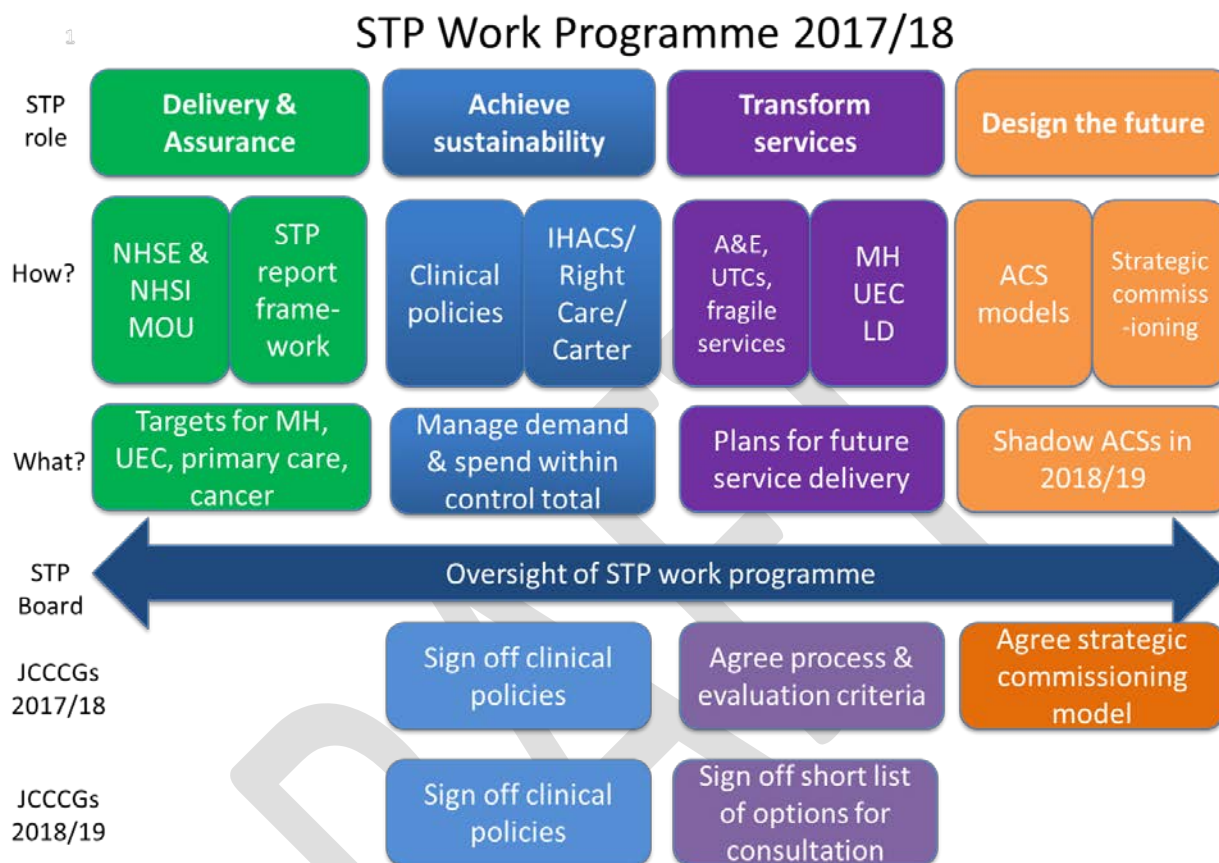 1
STP Work Programme 2017/18
STP
role
Delivery &
Assurance
Achieve
sustainability
Transform
services
Design the future
How?
NHSE &
NHSI
MOU
STP
report
frame-
work
Clinical
policies
IHACS/
Right
Care/
Carter
A&E,
UTCs,
fragile
services
MH
UEC
LD
ACS
models
Strategic
commiss
-ioning
What?
Targets for MH,
UEC, primary care,
cancer
Manage demand
& spend within
control total
Plans for future
service delivery
Shadow ACSs in
2018/19
STP
Board
Oversight of STP work programme
JCCCGs
2017/18
Sign off clinical
policies
Agree process &
evaluation criteria
Agree strategic
commissioning
model
JCCCGs
2018/19
Sign off clinical
policies
Sign off short list
of options for
consultation
DRAFT